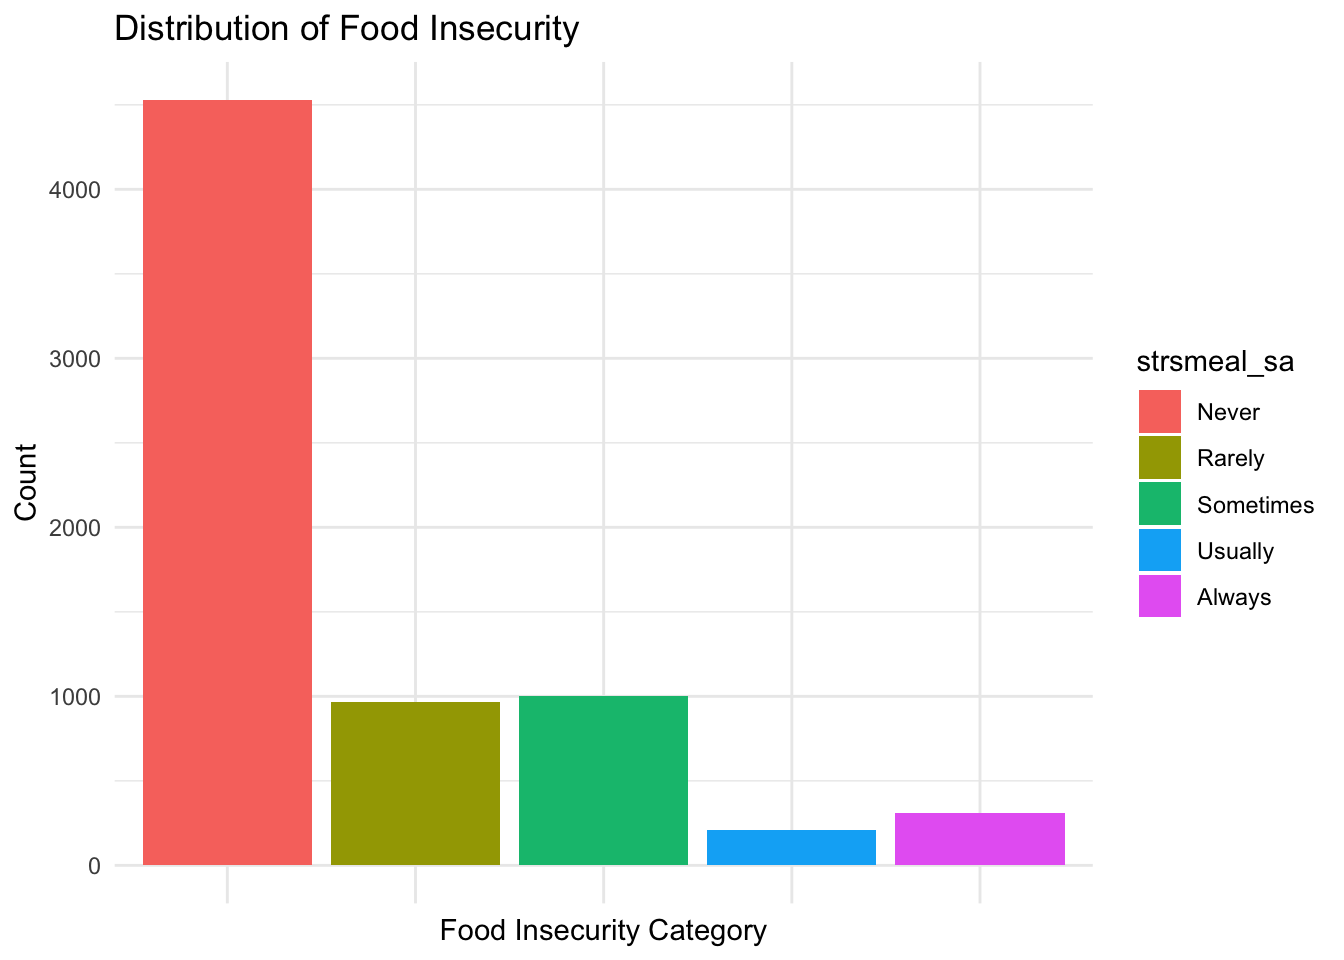 Distribution of Food Insecurity
4000
3000
2000
1000
0
Count
Food Insecurity Category
strsmeal_sa
Never
Rarely
Sometimes
Usually
Always